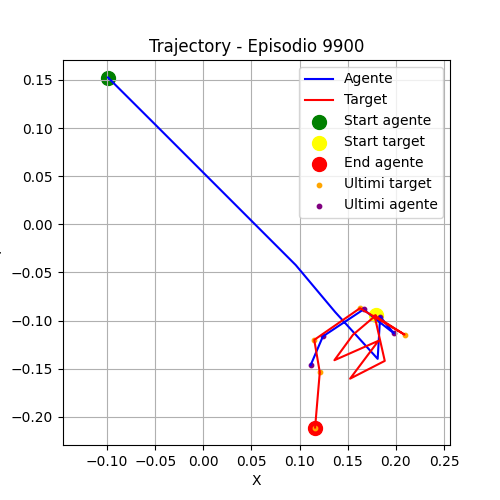 Trajectory - Episodio 9900
Agente
Target
Start agente
Start target
End agente
Ultimi target
Ultimi agente
0.15
0.10
0.05
0.00
−0.05
−0.10
−0.15
−0.20
−0.10
−0.05
0.00
0.05
0.10
0.15
0.20
0.25
X